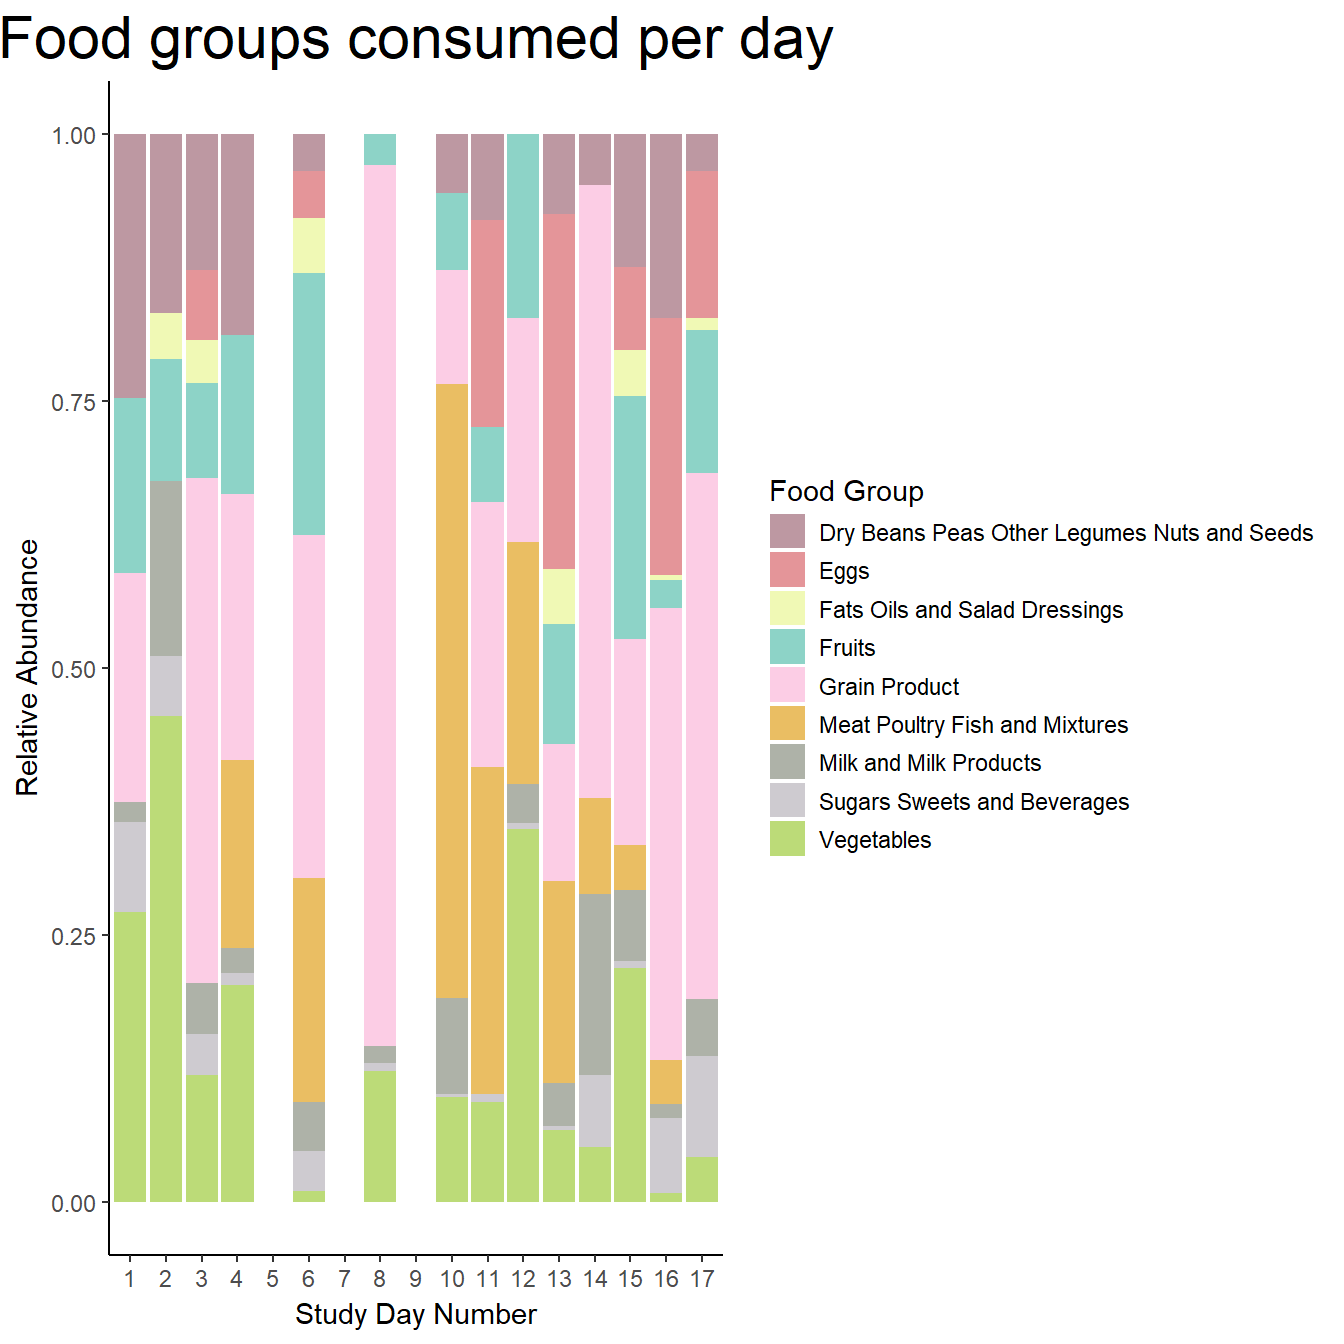 Food groups consumed per day
1.00
0.75
0.50
0.25
0.00
Relative Abundance
1 2 3 4 5 6 7 8 9 10 11 12 13 14 15 16 17
Study Day Number
Food Group
Dry Beans Peas Other Legumes Nuts and Seeds
Eggs
Fats Oils and Salad Dressings
Fruits
Grain Product
Meat Poultry Fish and Mixtures
Milk and Milk Products
Sugars Sweets and Beverages
Vegetables